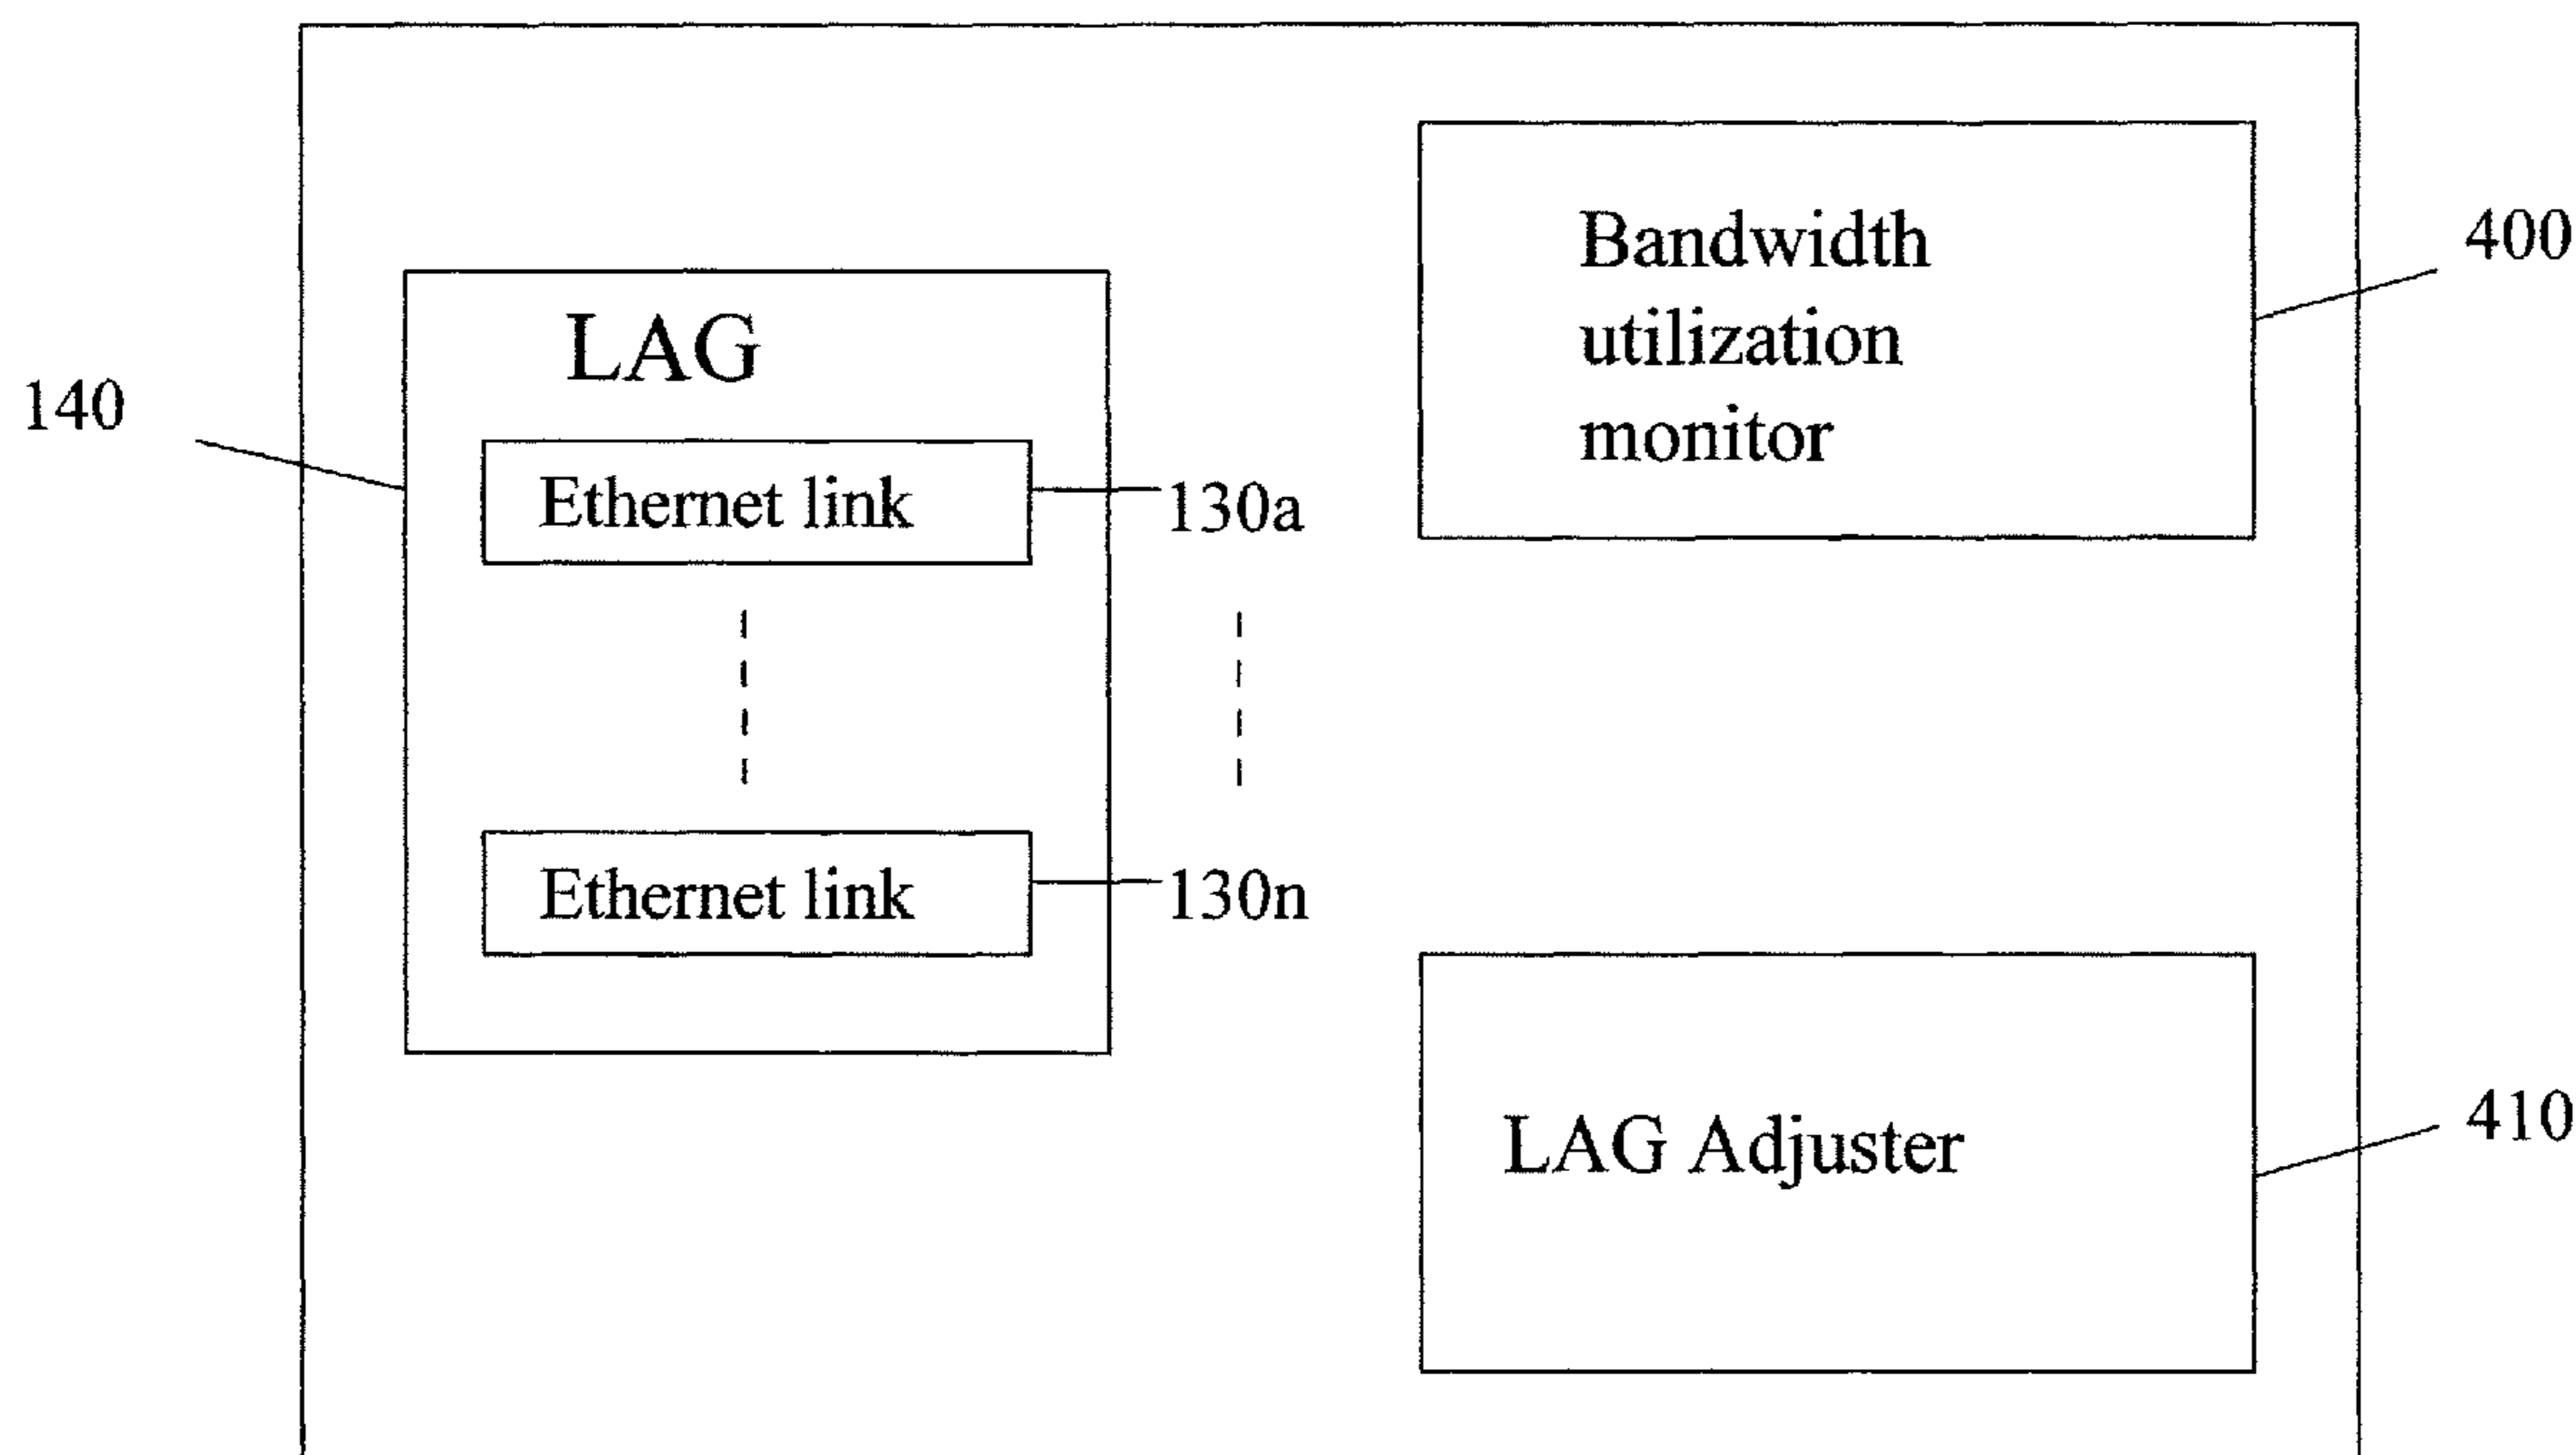 LAG
140
Ethernet link
130a
Ethernet link
130n
Bandwidth
utilization
monitor
400
LAG Adjuster
410